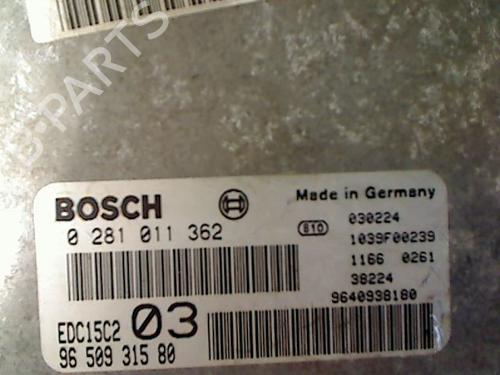 B-PARTS
BOSCH
Made in Germany
0 281 011 362
030224
810 1039F00239
1166 0261
38224
9640938180
EDC15C2 03
96 509 315 80